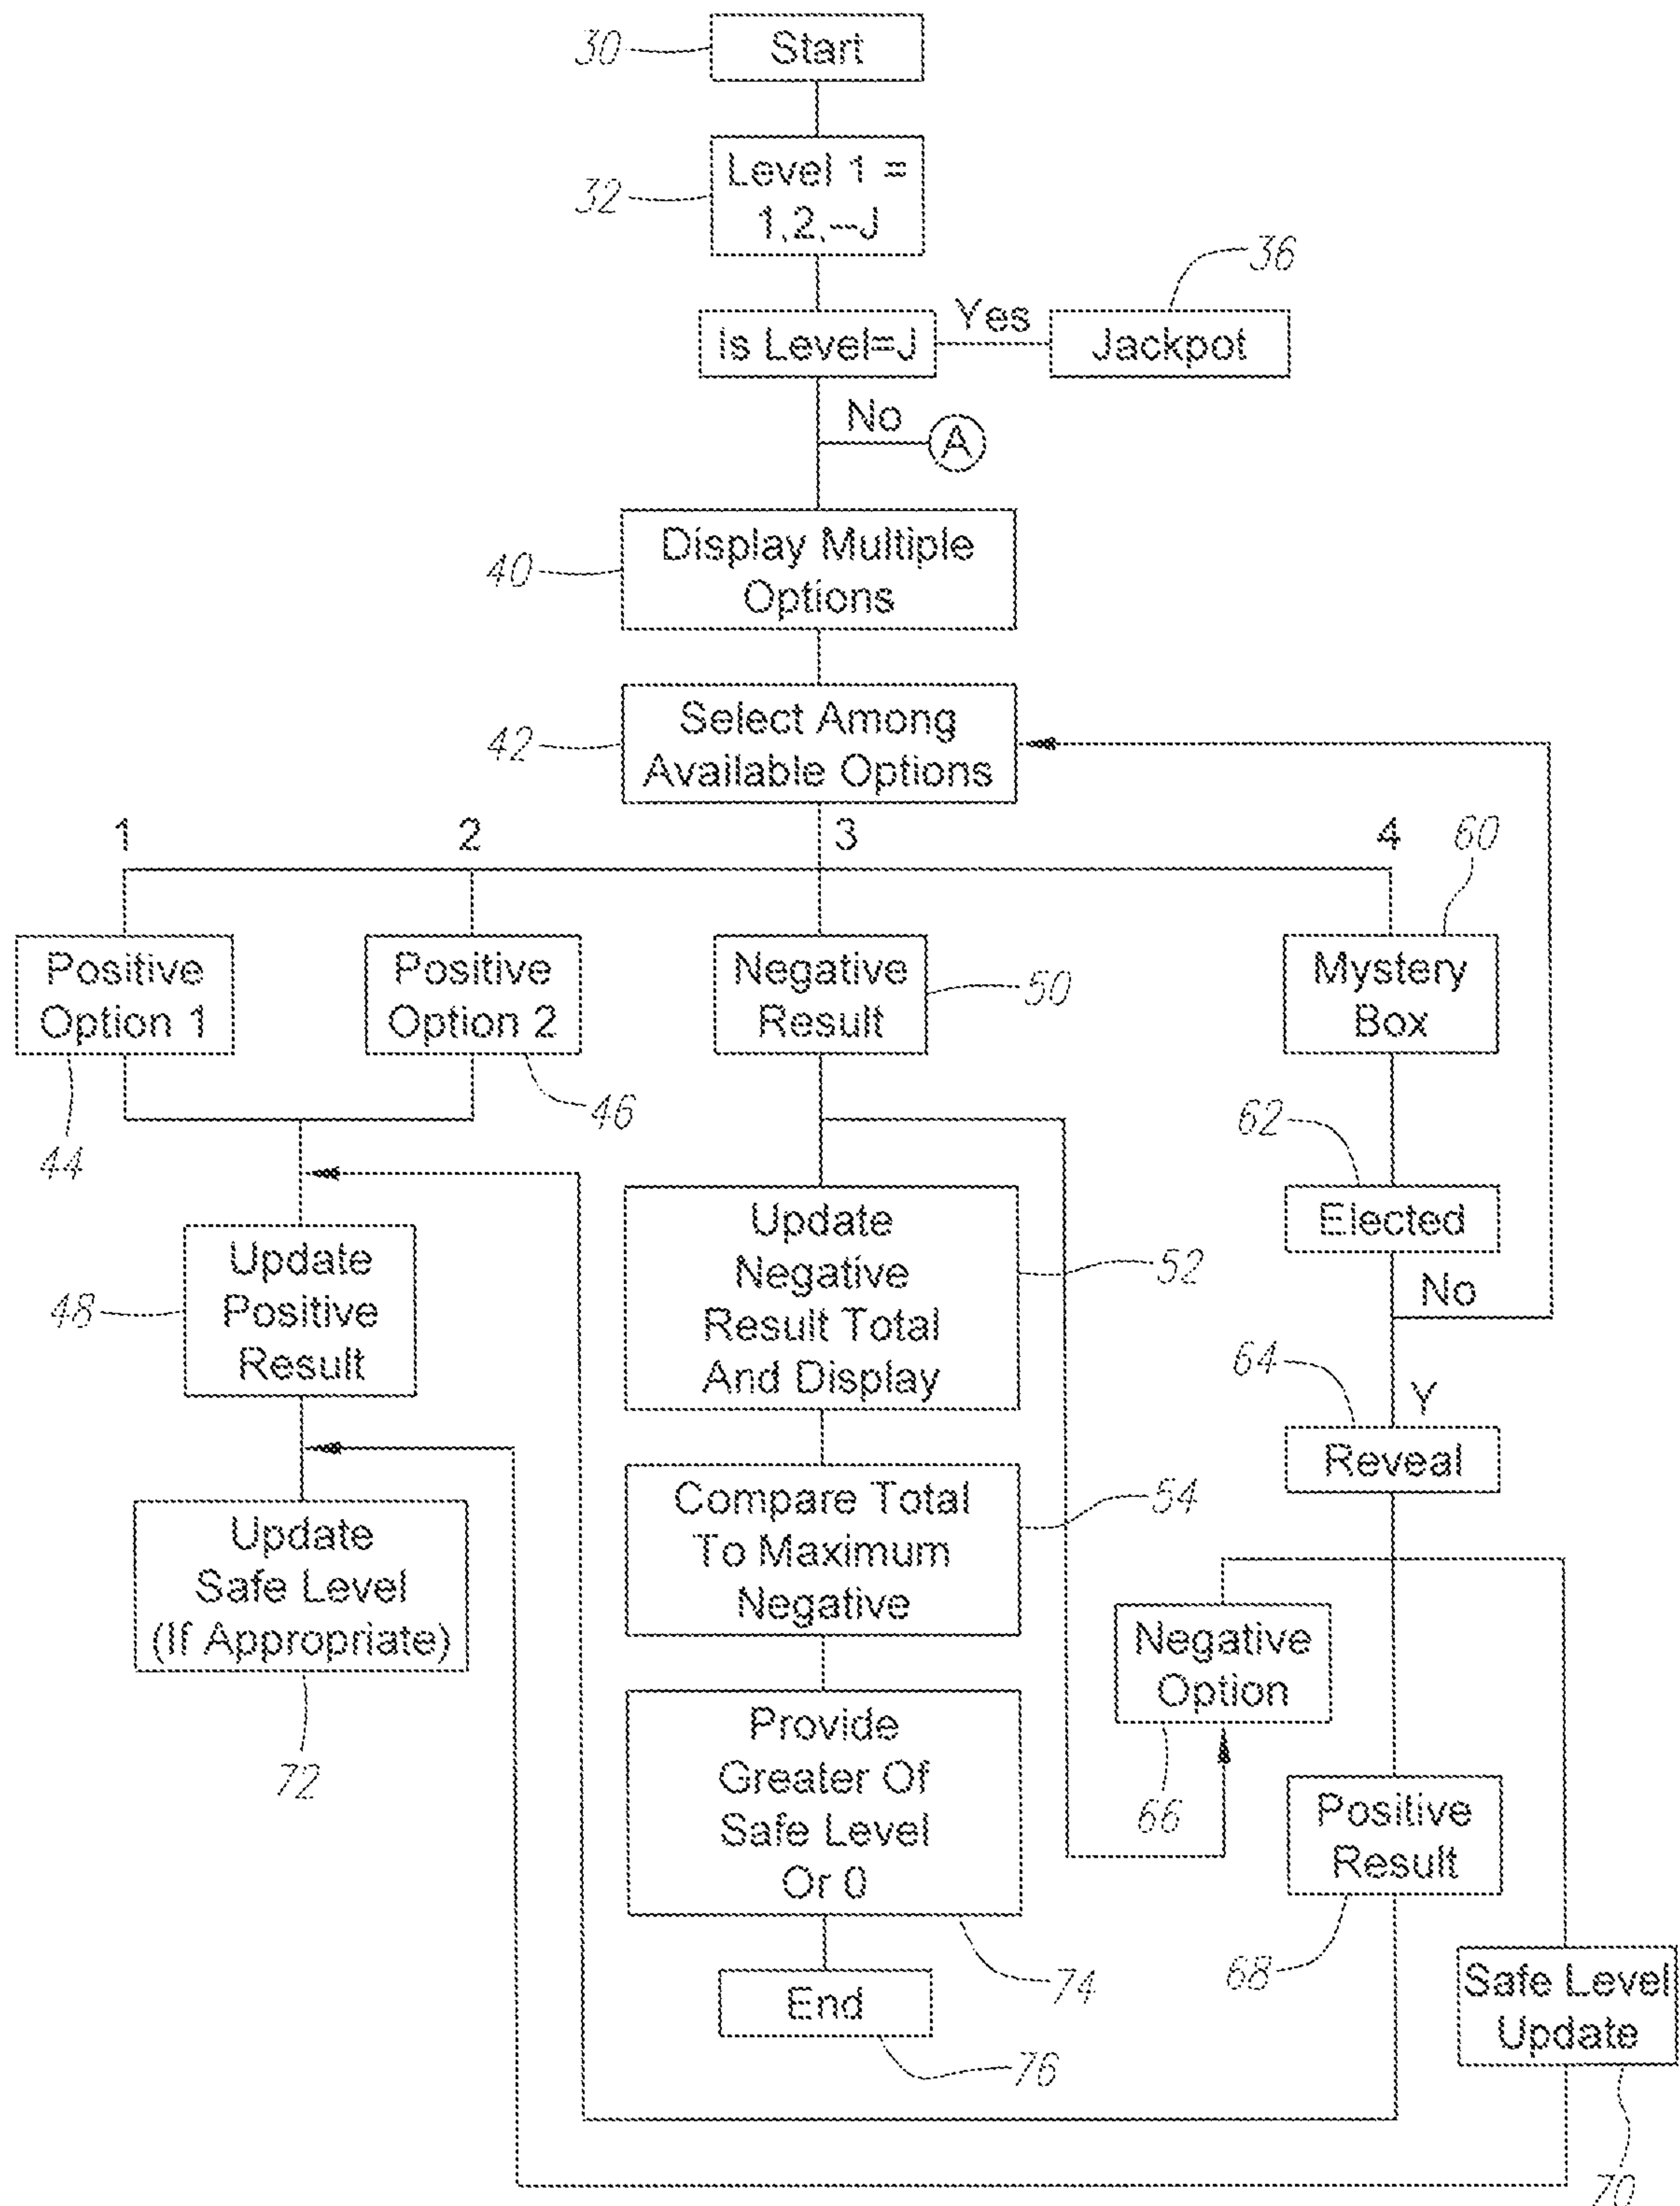 30
Start
32
Level 1 =
1,2,--J
36
Is Level=J
Yes
Jackpot
No
A
40
Display Multiple
Options
42
Select Among
Available Options
1
2
3
4
60
Positive
Option 1
Positive
Option 2
Negative
Result
50
Mystery
Box
44
46
62
Elected
No
48
Update
Positive
Result
Update
Negative
Result Total
And Display
52
64
Y
Reveal
Update
Safe Level
(If Appropriate)
72
Compare Total
To Maximum
Negative
54
Negative
Option
66
Provide
Greater Of
Safe Level
Or 0
74
Positive
Result
68
End
76
Safe Level
Update
70